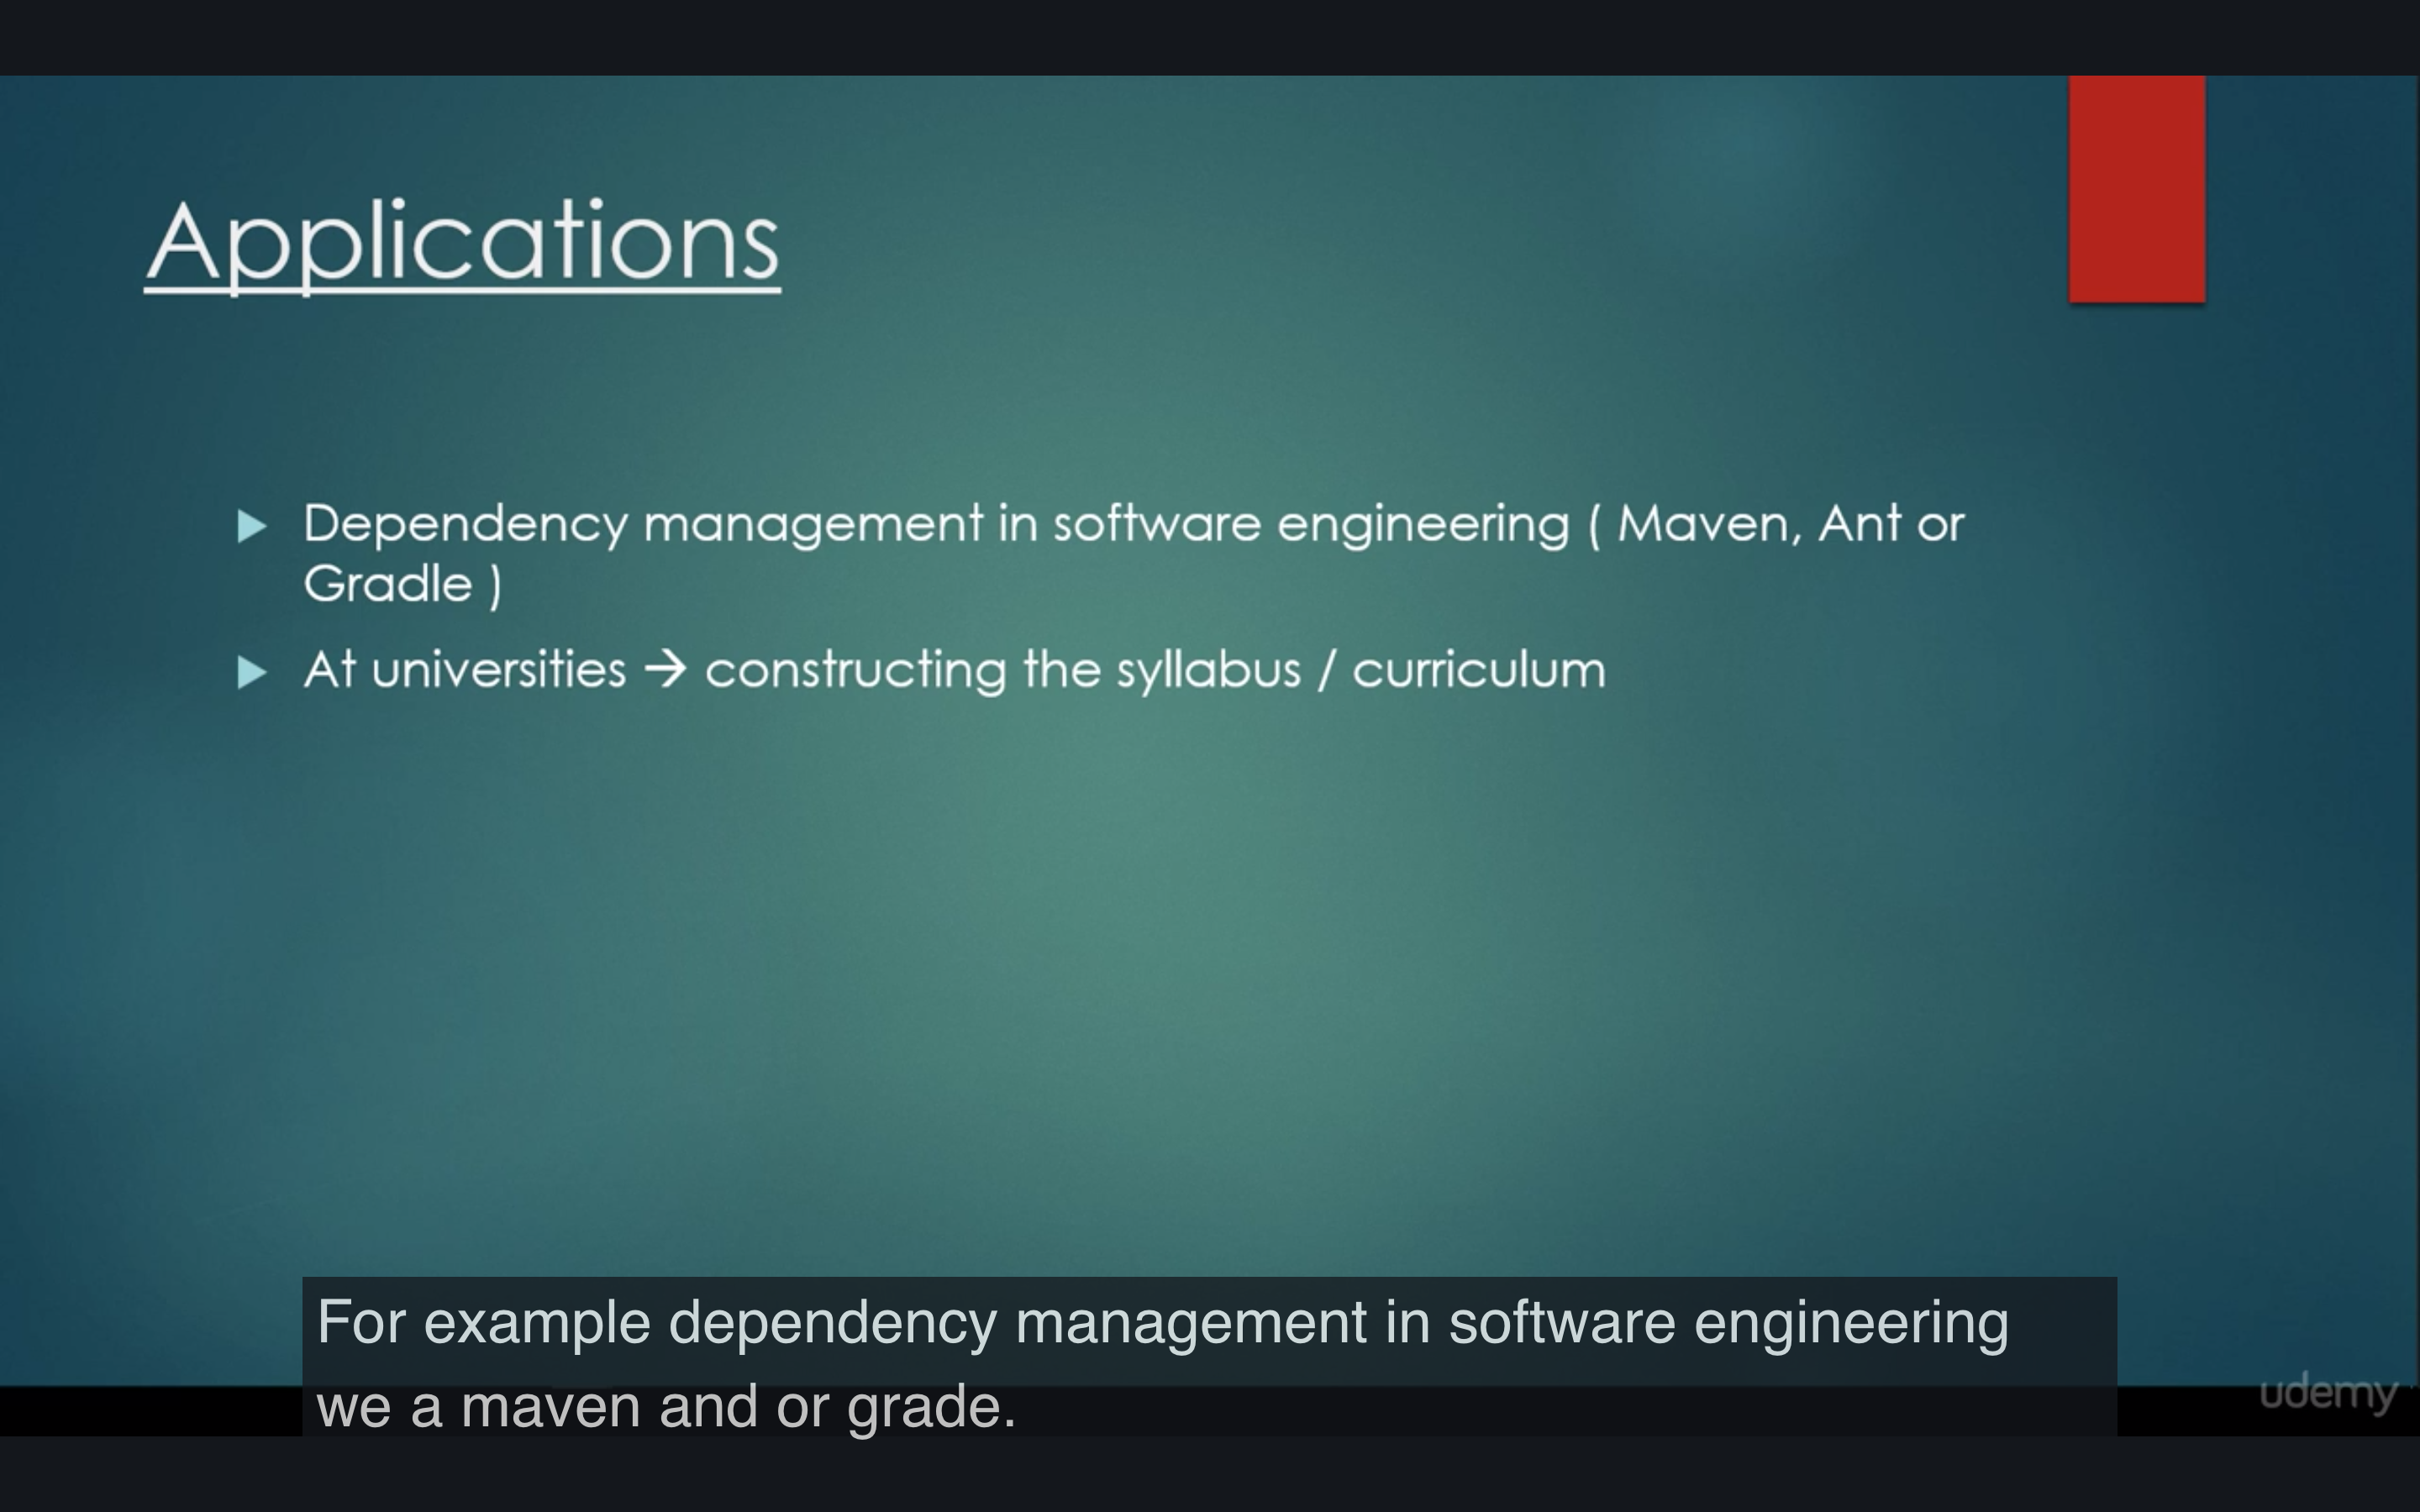 Applications
Dependency management in software engineering ( Maven, Ant or
Gradle )
At universities → constructing the syllabus / curriculum
For example dependency management in software engineering
we a maven and or grade.
udemy